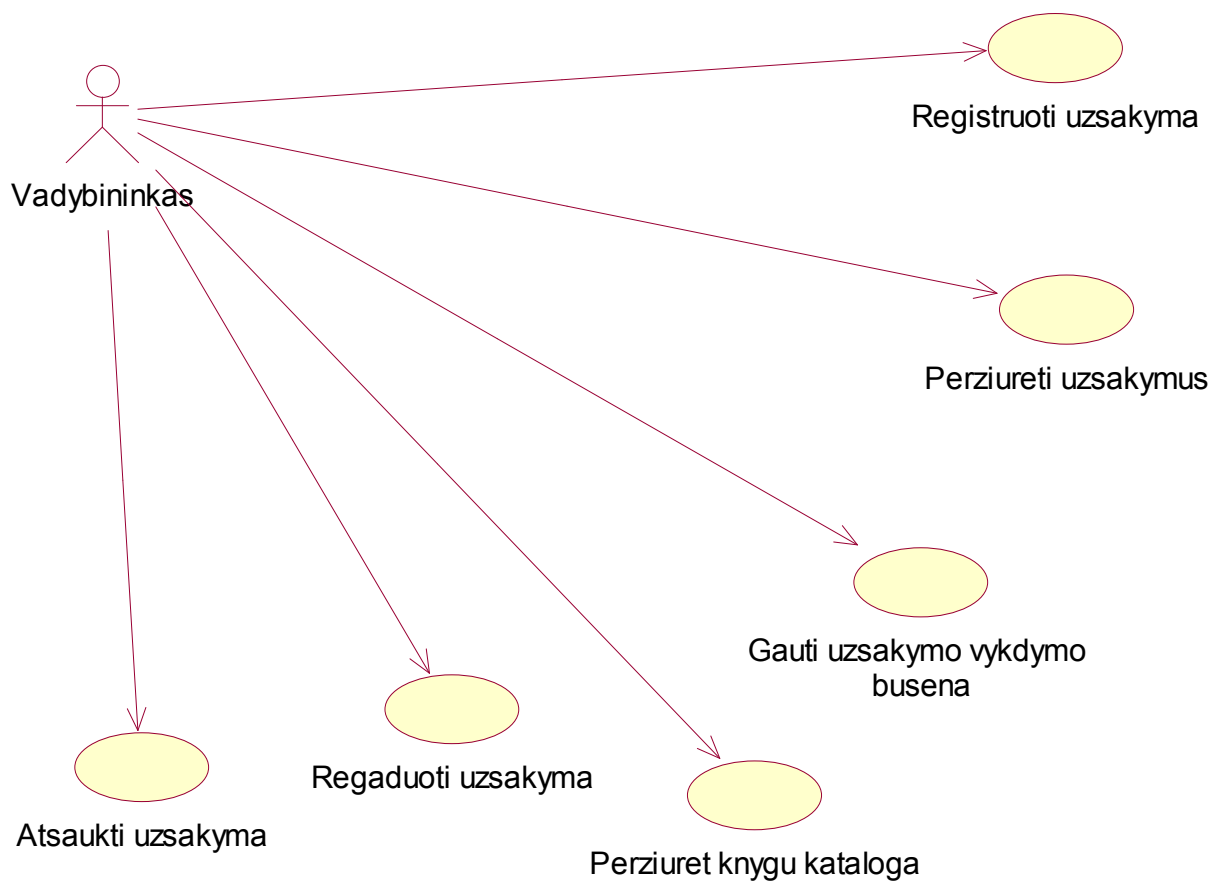 Registruoti uzsakyma
Vadybininkas
Perziureti uzsakymus
Gauti uzsakymo vykdymo
busena
Regaduoti uzsakyma
Atsaukti uzsakyma
Perziuret knygu kataloga